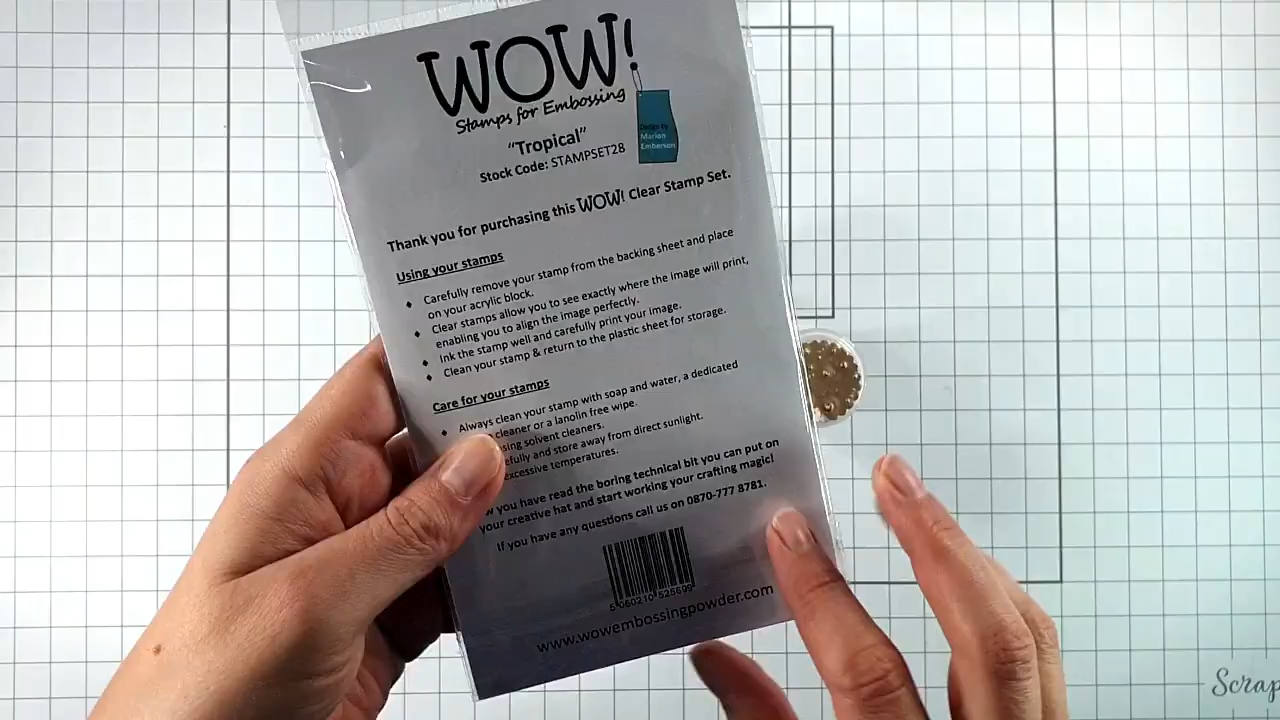 WOW!
Stamps for Embossing
Design by
Marion
Emberson
“Tropical”
Stock Code: STAMPSET28
Thank you for purchasing this WOW! Clear Stamp Set.
Using your stamps
♦ Carefully remove your stamp from the backing sheet and place
on your acrylic block.
♦ Clear stamps allow you to see exactly where the image will print,
enabling you to align the image perfectly.
♦ Ink the stamp well and carefully print your image.
♦ Clean your stamp & return to the plastic sheet for storage.
Care for your stamps
♦ Always clean your stamp with soap and water, a dedicated
cleaner or a lanolin free wipe.
solvent cleaners.
and store away from direct sunlight.
excessive temperatures.
you have read the boring technical bit you can put on
your creative hat and start working your crafting magic!
If you have any questions call us on 0870-777 8781.
5 060210 525699
www.wowembossingpowder.com
Scrap